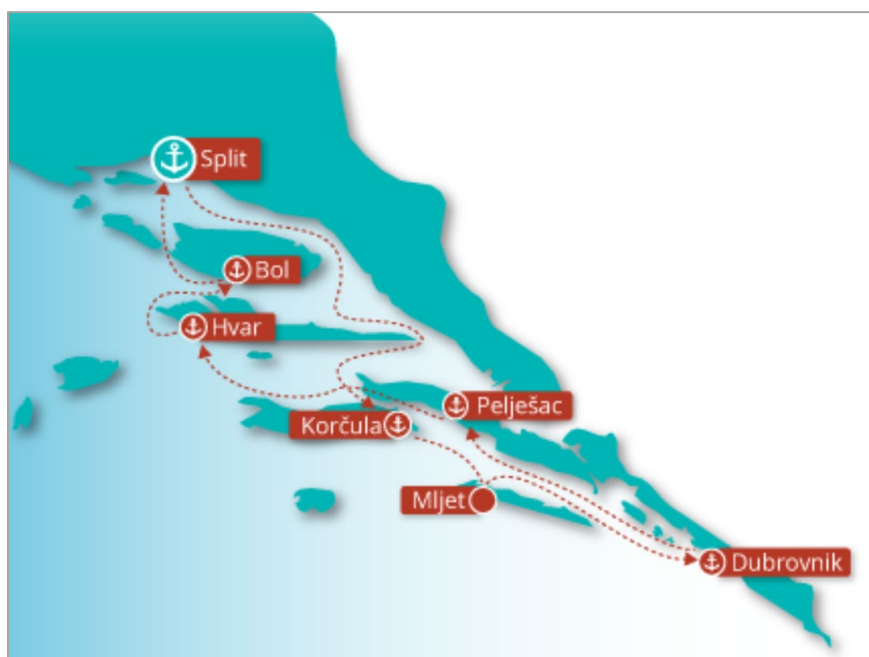 Split
Bol
Hvar
Pelješac
Korčula
Mljet
Dubrovnik